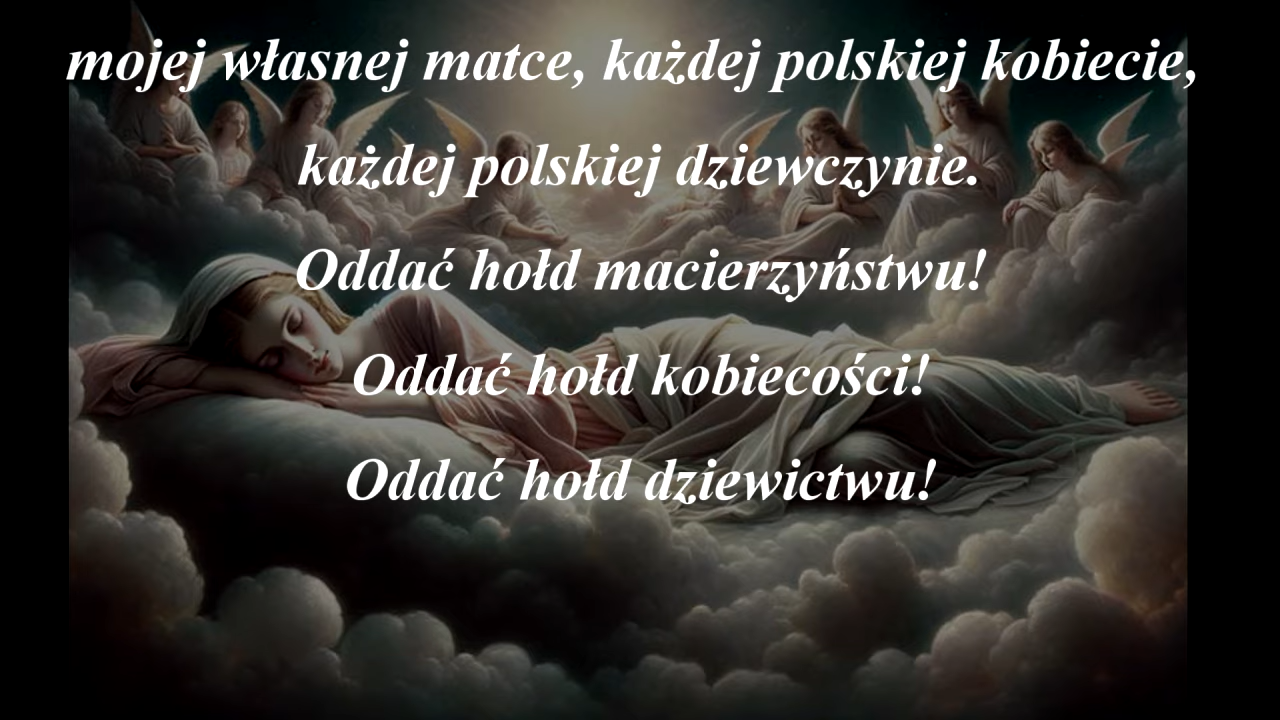 mojej własnej matce, każdej polskiej kobiecie,
każdej polskiej dziewczynie.
Oddać hołd macierzyństwu!
Oddać hołd kobiecości!
Oddać hołd dziewictwu!